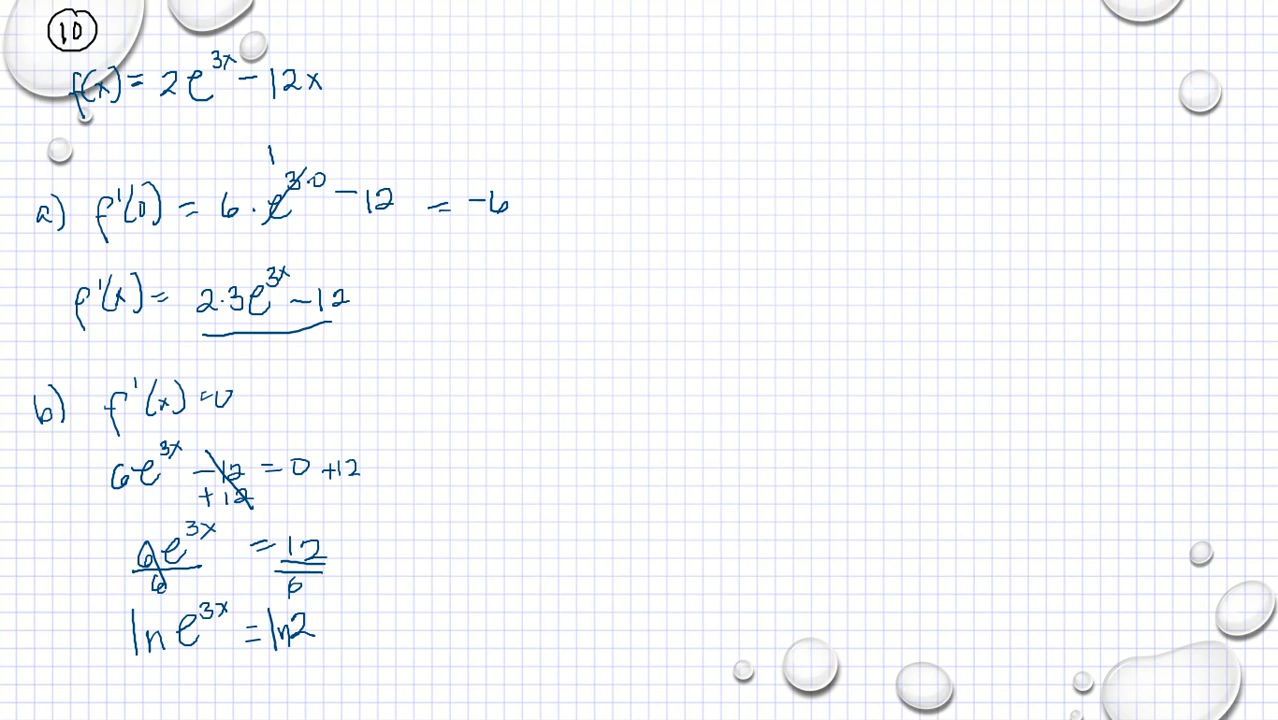 10
f(x) = 2e^{3x} - 12x
a) f'(0) = 6 · e^{3·0} - 12 = -6
1
f'(x) = 2·3e^{3x} - 12
b) f'(x) = 0
6e^{3x} - 12 = 0 + 12
+ 12
6e^{3x} = 12
6 6
ln e^{3x} = ln2